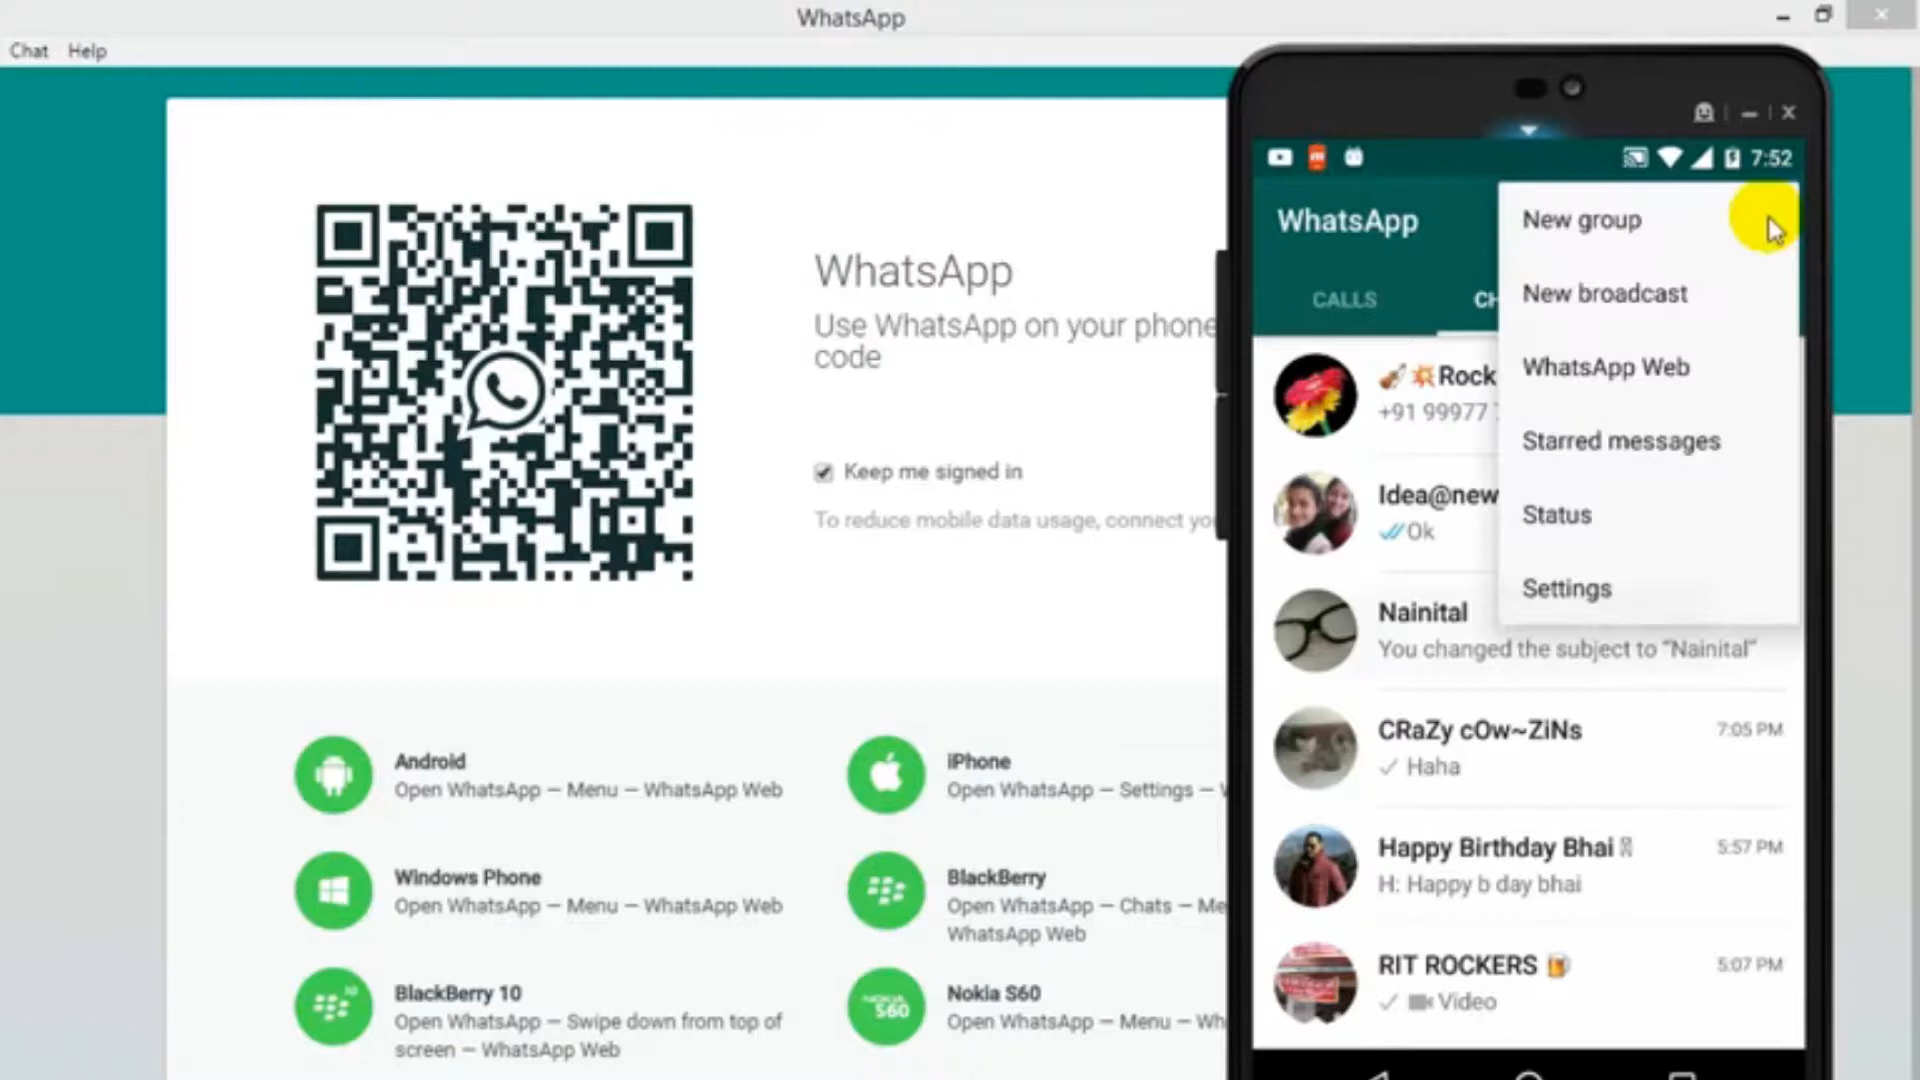 WhatsApp
Chat Help
WhatsApp
Use WhatsApp on your phone
code
Keep me signed in
To reduce mobile data usage, connect
Android
Open WhatsApp – Menu – WhatsApp Web
iPhone
Open WhatsApp – Settings –
Windows Phone
Open WhatsApp – Menu – WhatsApp Web
BlackBerry
Open WhatsApp – Chats –
WhatsApp Web
BlackBerry 10
Open WhatsApp – Swipe down from top of
screen – WhatsApp Web
NOKIA
S60
Nokia S60
Open WhatsApp – Menu –
7:52
WhatsApp
CALLS
New group
New broadcast
WhatsApp Web
Starred messages
Status
Settings
Rock
+91 99977
Idea@new
Ok
Nainital
You changed the subject to “Nainital”
CRaZy cOw~ZiNs
7:05 PM
Haha
Happy Birthday Bhai
5:57 PM
H: Happy b day bhai
RIT ROCKERS 🍺
5:07 PM
Video